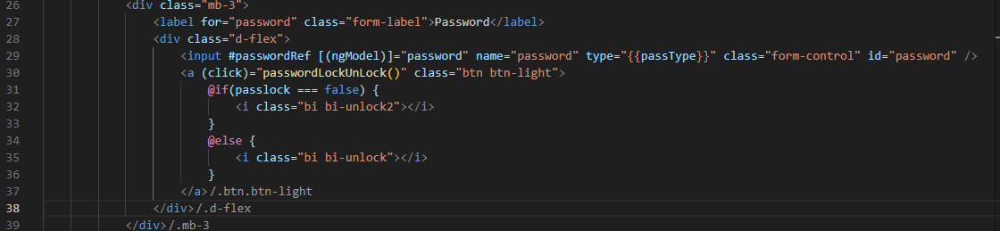 26 <div class="mb-3">
27 <label for="password" class="form-label">Password</label>
28 <div class="d-flex">
29 <input #passwordRef [(ngModel)]="password" name="password" type="{{passType}}" class="form-control" id="password" />
30 <a (click)="passwordLockUnLock()" class="btn btn-light">
31 @if(passlock === false) {
32 <i class="bi bi-unlock2"></i>
33 }
34 @else {
35 <i class="bi bi-unlock"></i>
36 }
37 </a>/.btn.btn-light
38 </div>/.d-flex
39 </div>/.mb-3